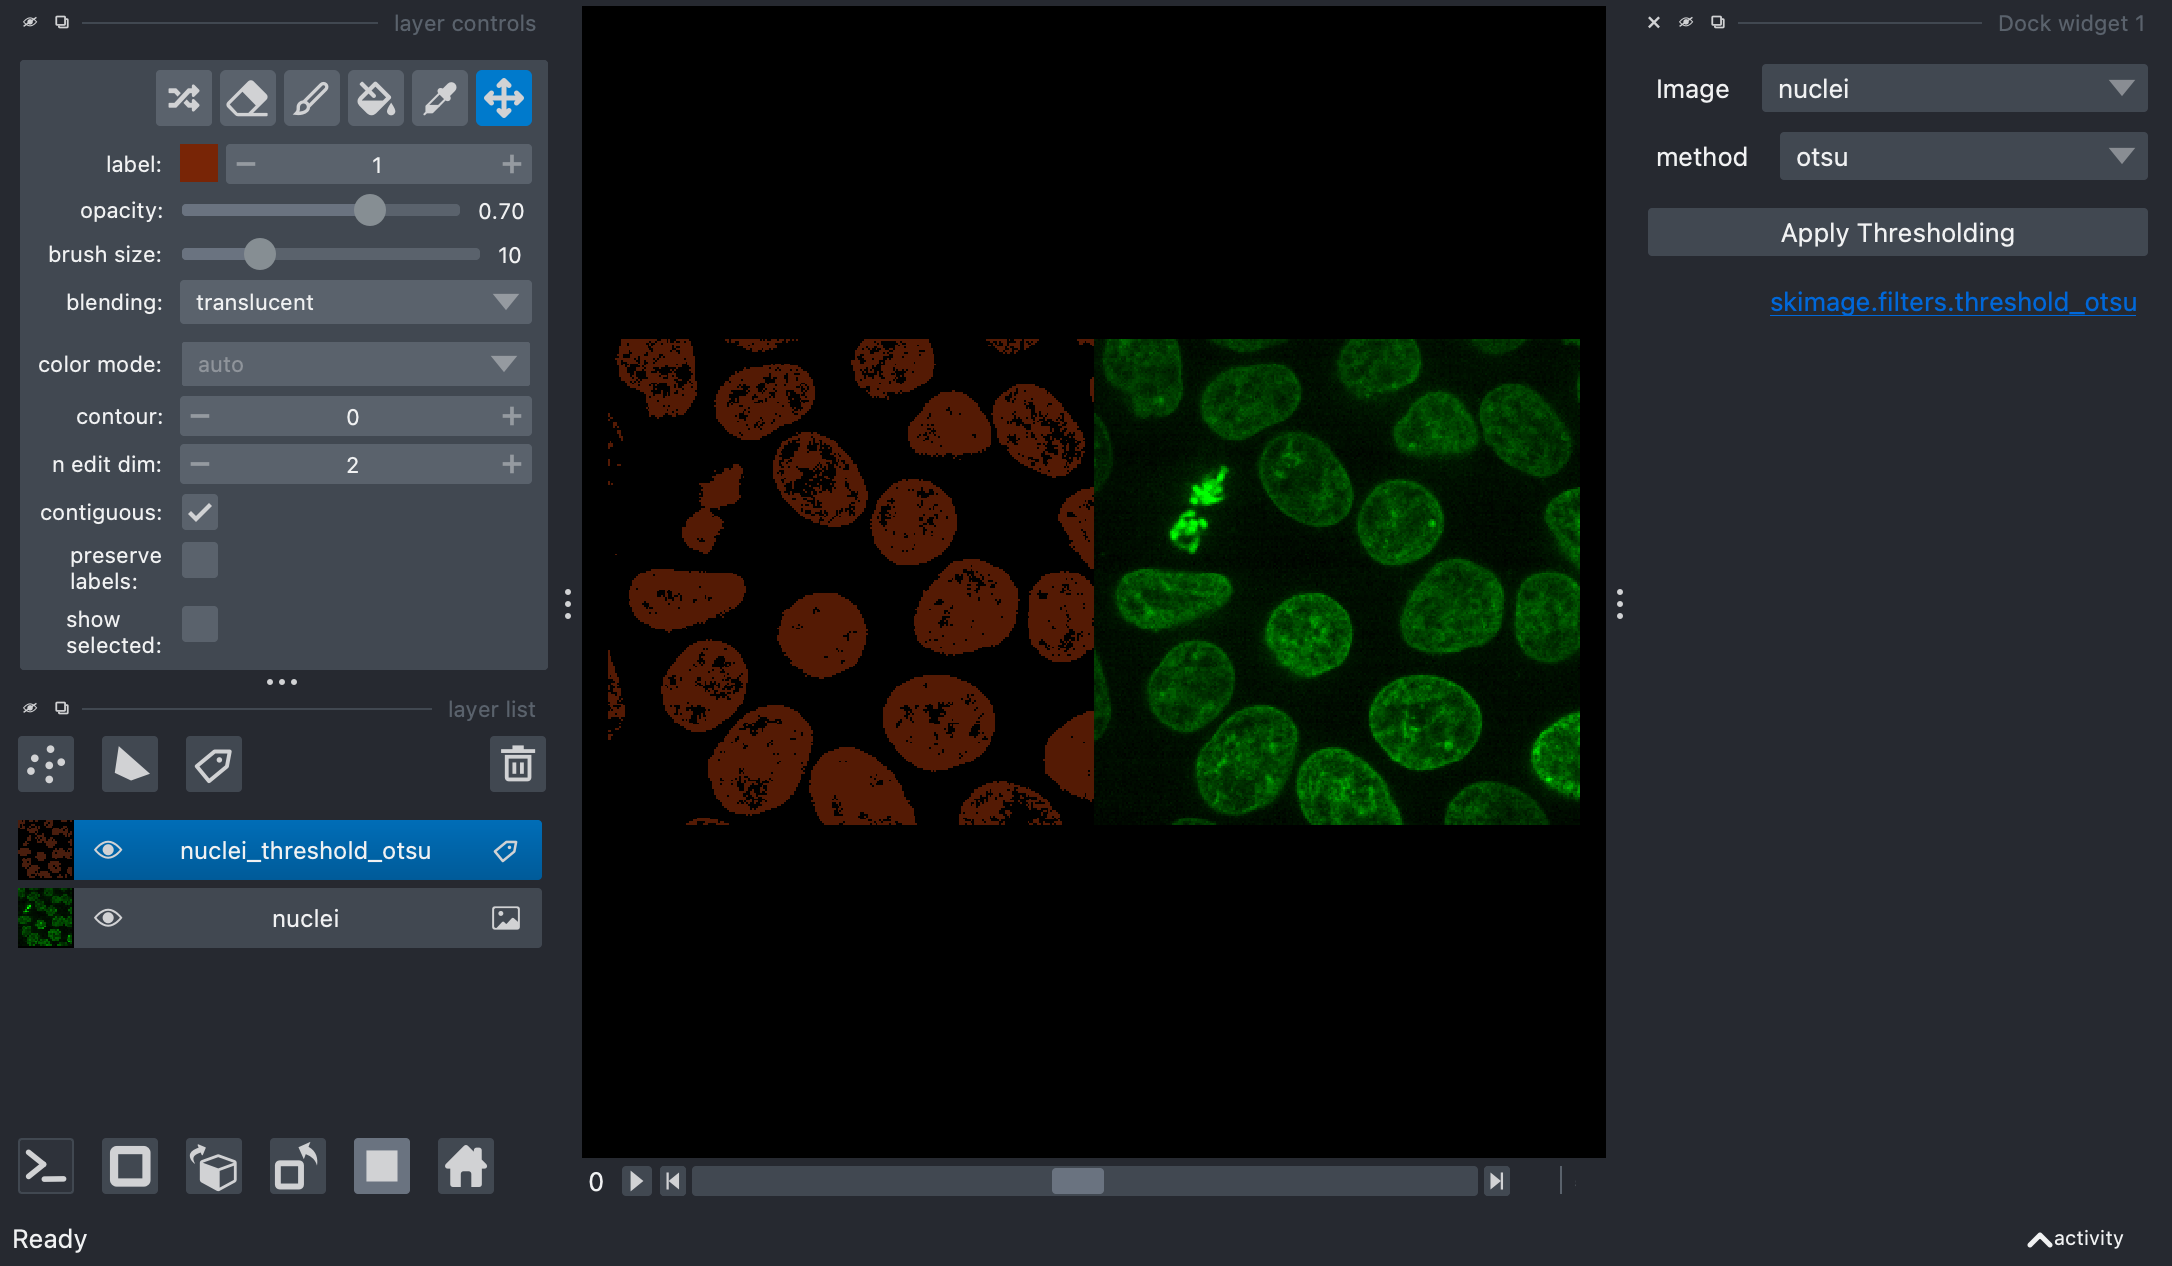 layer controls
label: 1
opacity: 0.70
brush size: 10
blending: translucent
color mode: auto
contour: 0
n edit dim: 2
contiguous:
preserve
labels:
show
selected:
layer list
nuclei_threshold_otsu
nuclei
0
Ready
Dock widget 1
Image nuclei
method otsu
Apply Thresholding
skimage.filters.threshold_otsu
activity